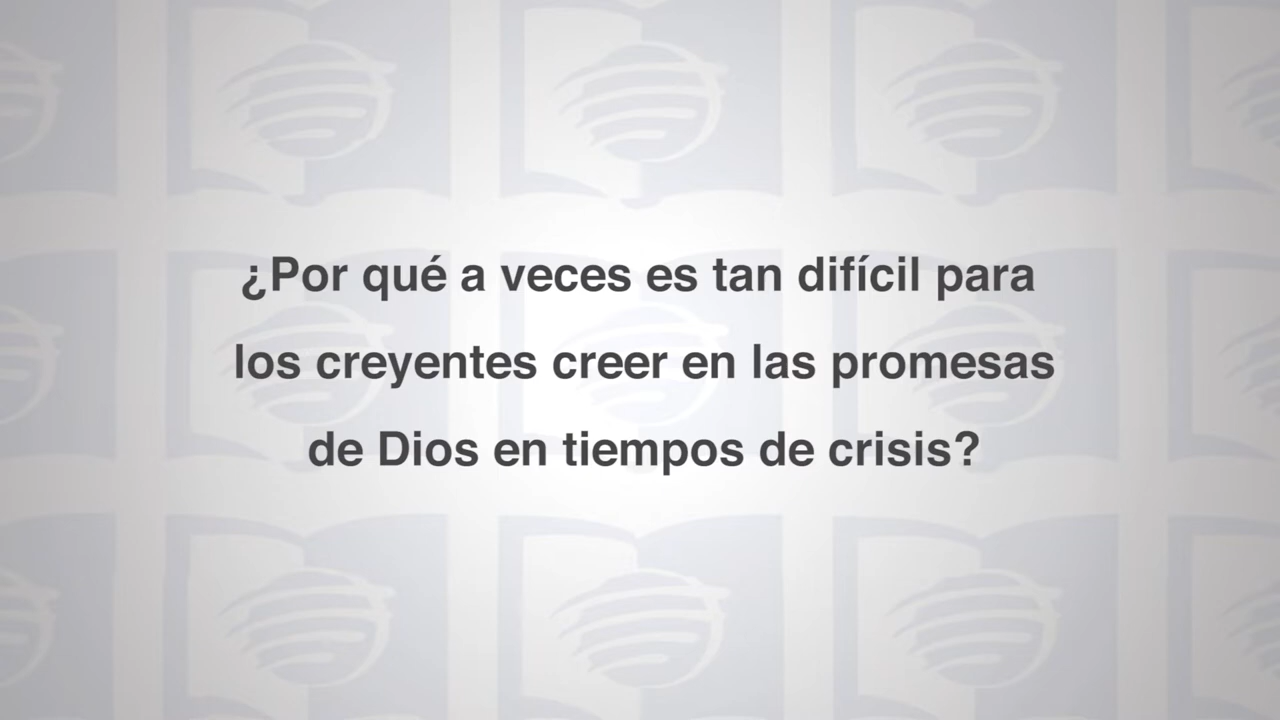 ¿Por qué a veces es tan difícil para
los creyentes creer en las promesas
de Dios en tiempos de crisis?